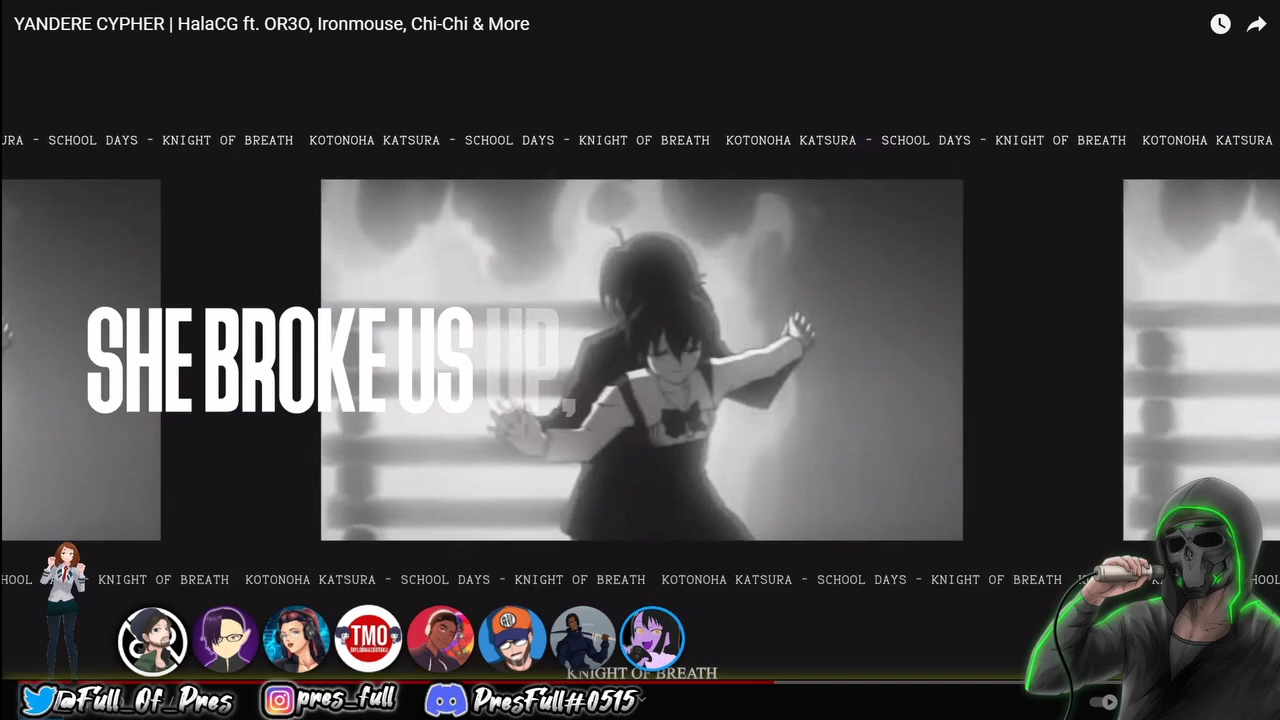 YANDERE CYPHER | HalaCG ft. OR3O, Ironmouse, Chi-Chi & More
URA - SCHOOL DAYS - KNIGHT OF BREATH KOTONOHA KATSURA - SCHOOL DAYS - KNIGHT OF BREATH KOTONOHA KATSURA - SCHOOL DAYS - KNIGHT OF BREATH KOTONOHA KATSURA
SHE BROKE US UP,
HOOL - KNIGHT OF BREATH KOTONOHA KATSURA - SCHOOL DAYS - KNIGHT OF BREATH KOTONOHA KATSURA - SCHOOL DAYS - KNIGHT OF BREATH HOOL
TMO
KNIGHT OF BREATH
@Full_Of_Pres pres_full PresFull#0515